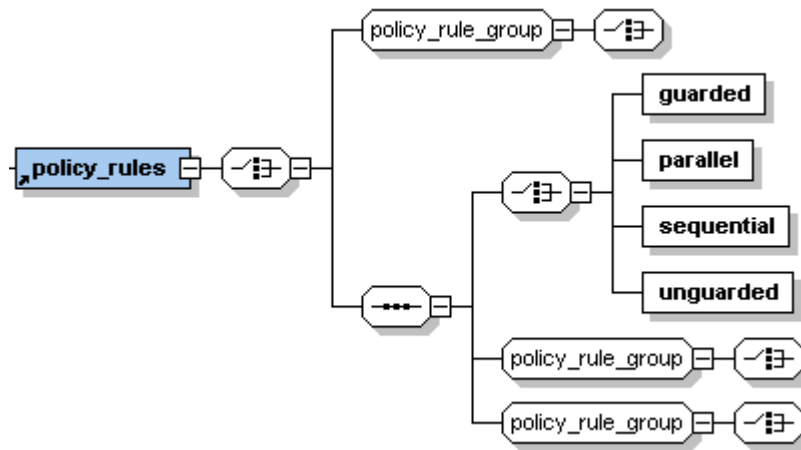 policy_rule_group
guarded
parallel
policy_rules
sequential
unguarded
policy_rule_group
policy_rule_group